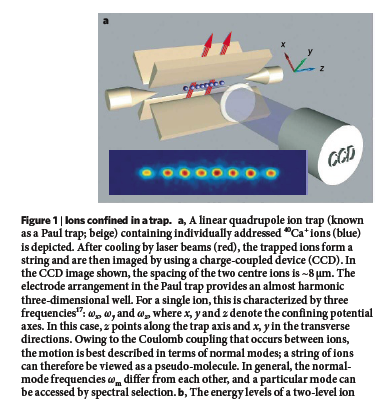 a
x
y
z
CCD
Figure 1 | Ions confined in a trap. a, A linear quadrupole ion trap (known
as a Paul trap; beige) containing individually addressed ⁴⁰Ca⁺ ions (blue)
is depicted. After cooling by laser beams (red), the trapped ions form a
string and are then imaged by using a charge-coupled device (CCD). In
the CCD image shown, the spacing of the two centre ions is ~8 μm. The
electrode arrangement in the Paul trap provides an almost harmonic
three-dimensional well. For a single ion, this is characterized by three
frequencies¹⁷: ωx, ωy and ωz, where x, y and z denote the confining potential
axes. In this case, z points along the trap axis and x, y in the transverse
directions. Owing to the Coulomb coupling that occurs between ions,
the motion is best described in terms of normal modes; a string of ions
can therefore be viewed as a pseudo-molecule. In general, the normal-
mode frequencies ωm differ from each other, and a particular mode can
be accessed by spectral selection. b, The energy levels of a two-level ion